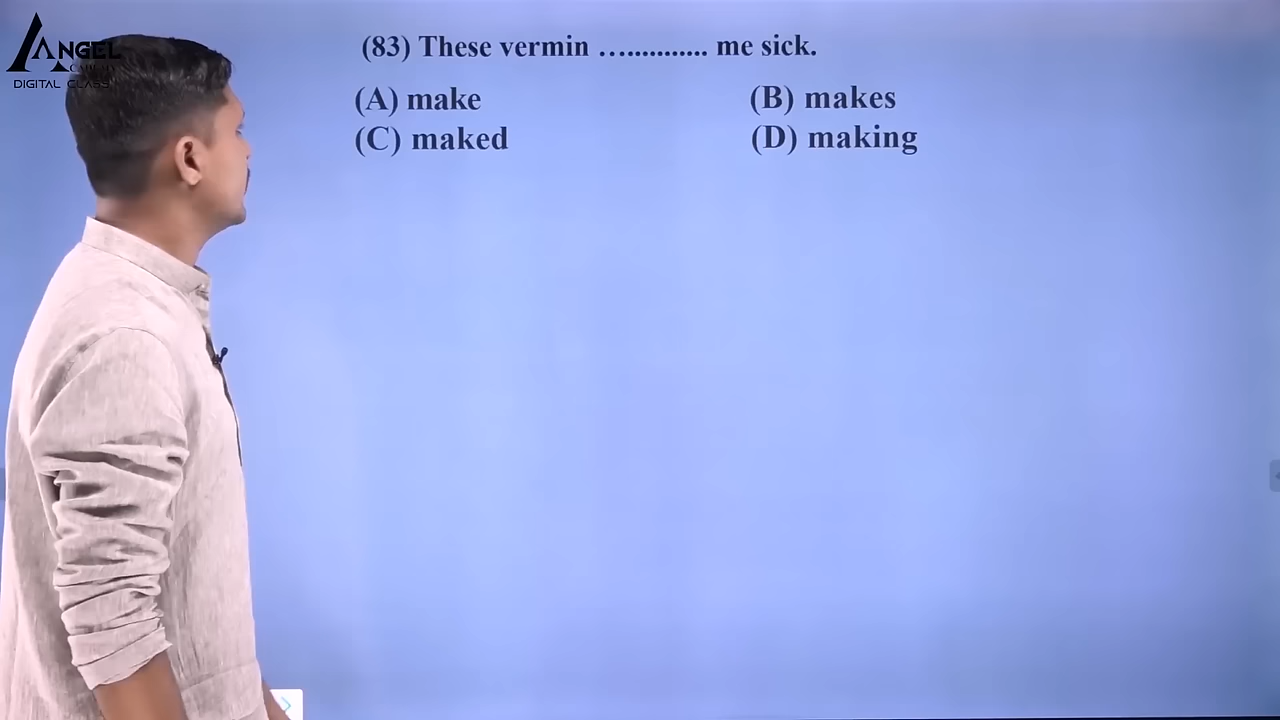 ANGEL
DIGITAL CLASS
(83) These vermin .............. me sick.
(A) make (B) makes
(C) maked (D) making